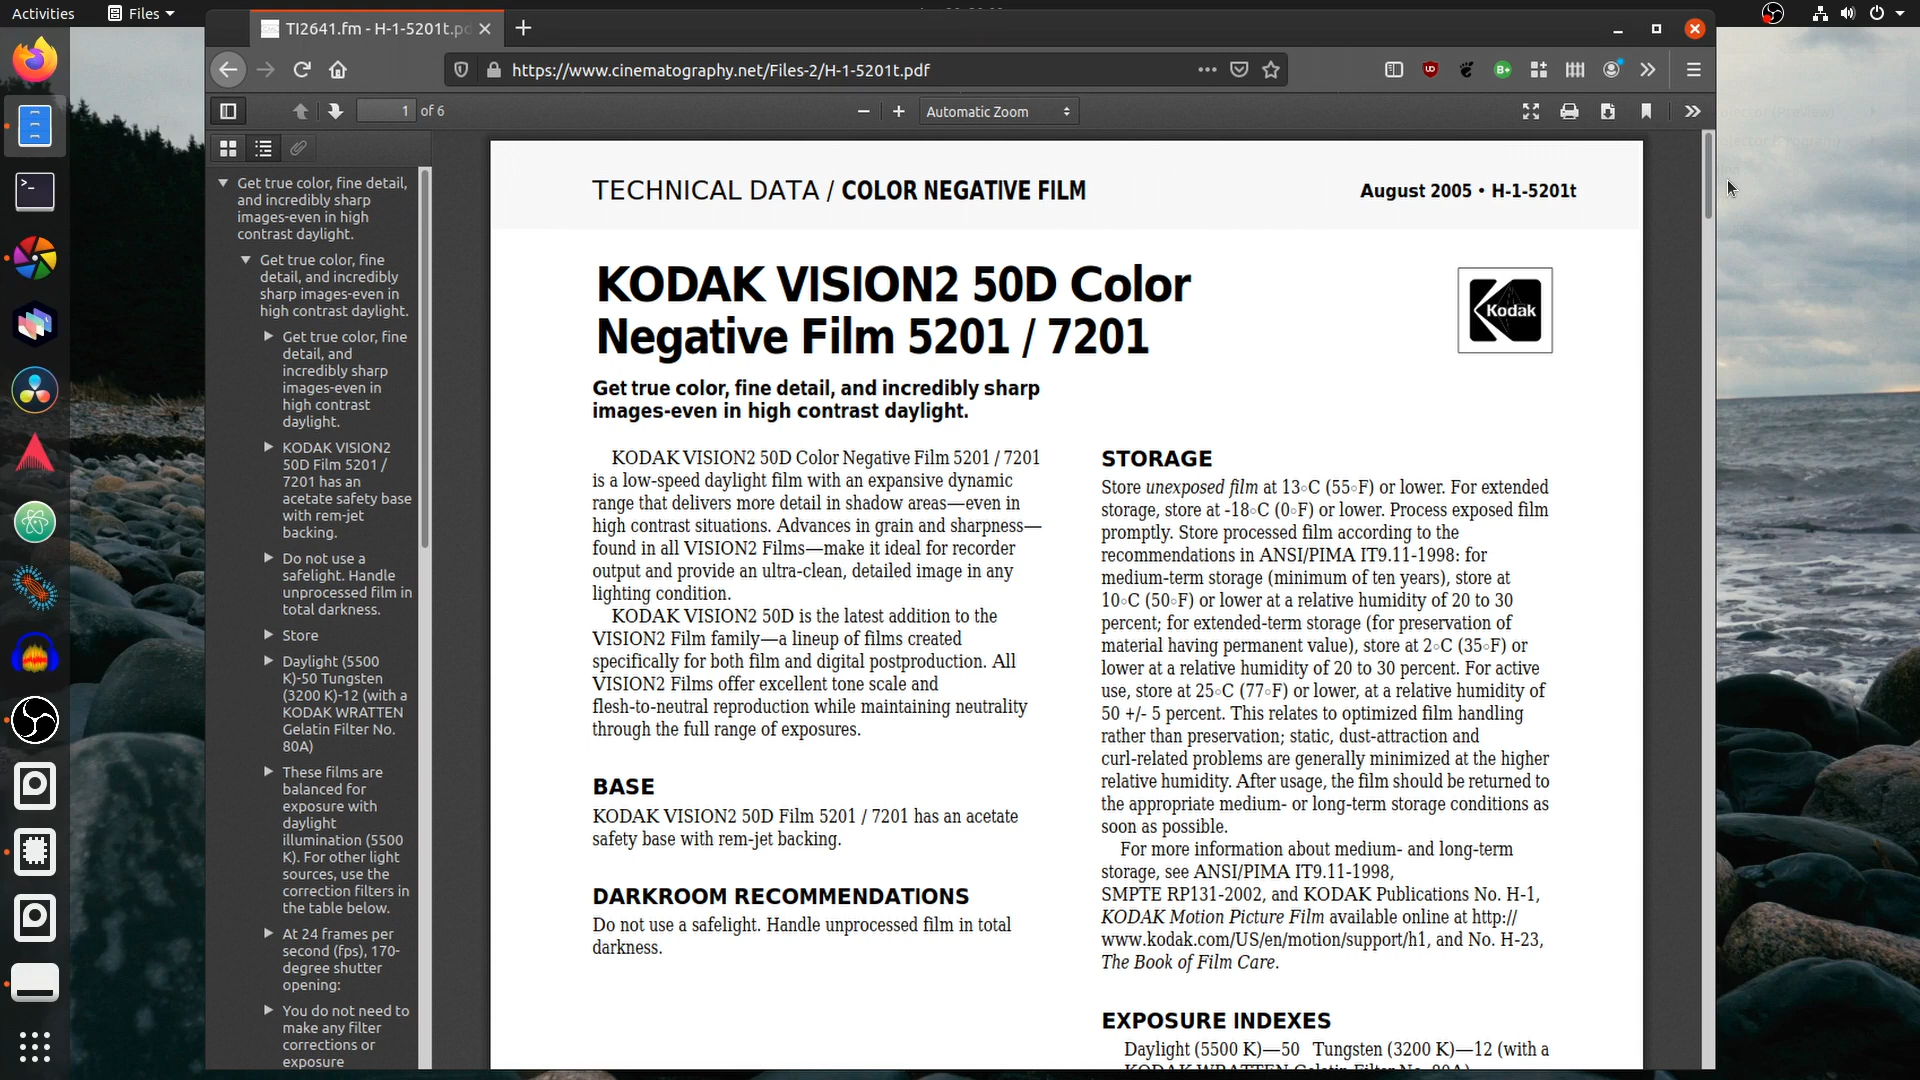 Activities
Files
TI2641.fm - H-1-5201t.pd
https://www.cinematography.net/Files-2/H-1-5201t.pdf
1 of 6
Automatic Zoom
Get true color, fine detail,
and incredibly sharp
images-even in high
contrast daylight.
Get true color, fine
detail, and incredibly
sharp images-even in
high contrast daylight.
Get true color, fine
detail, and
incredibly sharp
images-even in
high contrast
daylight.
KODAK VISION2
50D Film 5201 /
7201 has an
acetate safety base
with rem-jet
backing.
Do not use a
safelight. Handle
unprocessed film in
total darkness.
Store
Daylight (5500
K)-50 Tungsten
(3200 K)-12 (with a
KODAK WRATTEN
Gelatin Filter No.
80A)
These films are
balanced for
exposure with
daylight
illumination (5500
K). For other light
sources, use the
correction filters in
the table below.
At 24 frames per
second (fps), 170-
degree shutter
opening:
You do not need to
make any filter
corrections or
exposure
TECHNICAL DATA / COLOR NEGATIVE FILM
August 2005 • H-1-5201t
KODAK VISION2 50D Color
Negative Film 5201 / 7201
Kodak
Get true color, fine detail, and incredibly sharp
images-even in high contrast daylight.
KODAK VISION2 50D Color Negative Film 5201 / 7201
is a low-speed daylight film with an expansive dynamic
range that delivers more detail in shadow areas—even in
high contrast situations. Advances in grain and sharpness—
found in all VISION2 Films—make it ideal for recorder
output and provide an ultra-clean, detailed image in any
lighting condition.
KODAK VISION2 50D is the latest addition to the
VISION2 Film family—a lineup of films created
specifically for both film and digital postproduction. All
VISION2 Films offer excellent tone scale and
flesh-to-neutral reproduction while maintaining neutrality
through the full range of exposures.
BASE
KODAK VISION2 50D Film 5201 / 7201 has an acetate
safety base with rem-jet backing.
DARKROOM RECOMMENDATIONS
Do not use a safelight. Handle unprocessed film in total
darkness.
STORAGE
Store unexposed film at 13◦C (55◦F) or lower. For extended
storage, store at -18◦C (0◦F) or lower. Process exposed film
promptly. Store processed film according to the
recommendations in ANSI/PIMA IT9.11-1998: for
medium-term storage (minimum of ten years), store at
10◦C (50◦F) or lower at a relative humidity of 20 to 30
percent; for extended-term storage (for preservation of
material having permanent value), store at 2◦C (35◦F) or
lower at a relative humidity of 20 to 30 percent. For active
use, store at 25◦C (77◦F) or lower, at a relative humidity of
50 +/- 5 percent. This relates to optimized film handling
rather than preservation; static, dust-attraction and
curl-related problems are generally minimized at the higher
relative humidity. After usage, the film should be returned to
the appropriate medium- or long-term storage conditions as
soon as possible.
For more information about medium- and long-term
storage, see ANSI/PIMA IT9.11-1998,
SMPTE RP131-2002, and KODAK Publications No. H-1,
KODAK Motion Picture Film available online at http://
www.kodak.com/US/en/motion/support/h1, and No. H-23,
The Book of Film Care.
EXPOSURE INDEXES
Daylight (5500 K)—50 Tungsten (3200 K)—12 (with a
KODAK WRATTEN Gelatin Filter No. 80A)